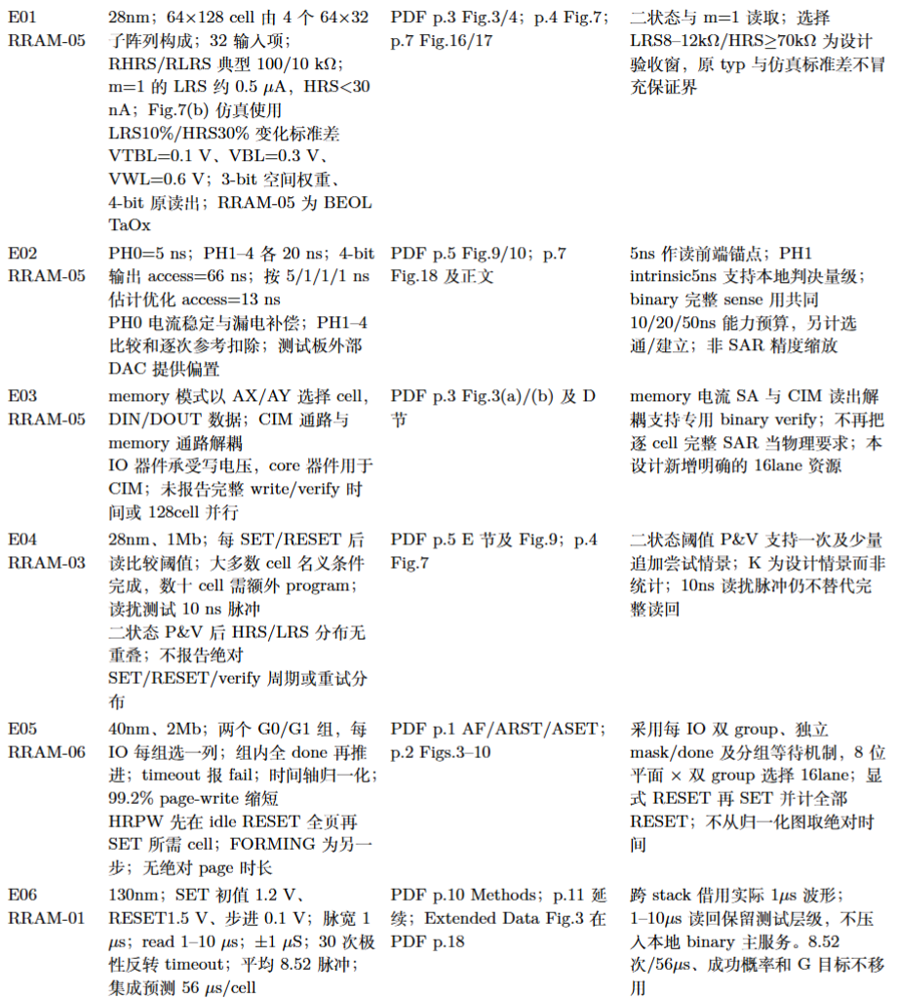 E01
RRAM-05
28nm；64×128 cell 由 4 个 64×32
子阵列构成；32 输入项；
RHRS/RLRS 典型 100/10 kΩ；
m=1 的 LRS 约 0.5 μA，HRS<30
nA；Fig.7(b) 仿真使用
LRS10%/HRS30% 变化标准差
VTBL=0.1 V、VBL=0.3 V、
VWL=0.6 V；3-bit 空间权重、
4-bit 原读出；RRAM-05 为 BEOL
TaOx
PDF p.3 Fig.3/4；p.4 Fig.7；
p.7 Fig.16/17
二状态与 m=1 读取；选择
LRS8–12kΩ/HRS≥70kΩ 为设计
验收窗，原 typ 与仿真标准差不冒
充保证界
E02
RRAM-05
PH0=5 ns；PH1–4 各 20 ns；4-bit
输出 access=66 ns；按 5/1/1/1 ns
估计优化 access=13 ns
PH0 电流稳定与漏电补偿；PH1–4
比较和逐次参考扣除；测试板外部
DAC 提供偏置
PDF p.5 Fig.9/10；p.7
Fig.18 及正文
5ns 作读前端锚点；PH1
intrinsic5ns 支持本地判决量级；
binary 完整 sense 用共同
10/20/50ns 能力预算，另计选
通/建立；非 SAR 精度缩放
E03
RRAM-05
memory 模式以 AX/AY 选择 cell，
DIN/DOUT 数据；CIM 通路与
memory 通路解耦
IO 器件承受写电压，core 器件用于
CIM；未报告完整 write/verify 时
间或 128cell 并行
PDF p.3 Fig.3(a)/(b) 及 D
节
memory 电流 SA 与 CIM 读出解
耦支持专用 binary verify；不再把
逐 cell 完整 SAR 当物理要求；本
设计新增明确的 16lane 资源
E04
RRAM-03
28nm、1Mb；每 SET/RESET 后
读比较阈值；大多数 cell 名义条件
完成，数十 cell 需额外 program；
读扰测试 10 ns 脉冲
二状态 P&V 后 HRS/LRS 分布无
重叠；不报告绝对
SET/RESET/verify 周期或重试分
布
PDF p.5 E 节及 Fig.9；p.4
Fig.7
二状态阈值 P&V 支持一次及少量
追加尝试情景；K 为设计情景而非
统计；10ns 读扰脉冲仍不替代完
整读回
E05
RRAM-06
40nm、2Mb；两个 G0/G1 组，每
IO 每组选一列；组内全 done 再推
进；timeout 报 fail；时间轴归一化；
99.2% page-write 缩短
HRPW 先在 idle RESET 全页再
SET 所需 cell；FORMING 为另一
步；无绝对 page 时长
PDF p.1 AF/ARST/ASET；
p.2 Figs.3–10
采用每 IO 双 group、独立
mask/done 及分组等待机制，8 位
平面 × 双 group 选择 16lane；显
式 RESET 再 SET 并计全部
RESET；不从归一化图取绝对时
间
E06
RRAM-01
130nm；SET 初值 1.2 V、
RESET1.5 V、步进 0.1 V；脉宽 1
μs；read 1–10 μs；±1 μS；30 次极
性反转 timeout；平均 8.52 脉冲；
集成预测 56 μs/cell
PDF p.10 Methods；p.11 延
续；Extended Data Fig.3 在
PDF p.18
跨 stack 借用实际 1μs 波形；
1–10μs 读回保留测试层级，不压
入本地 binary 主服务。8.52
次/56μs、成功概率和 G 目标不移
用